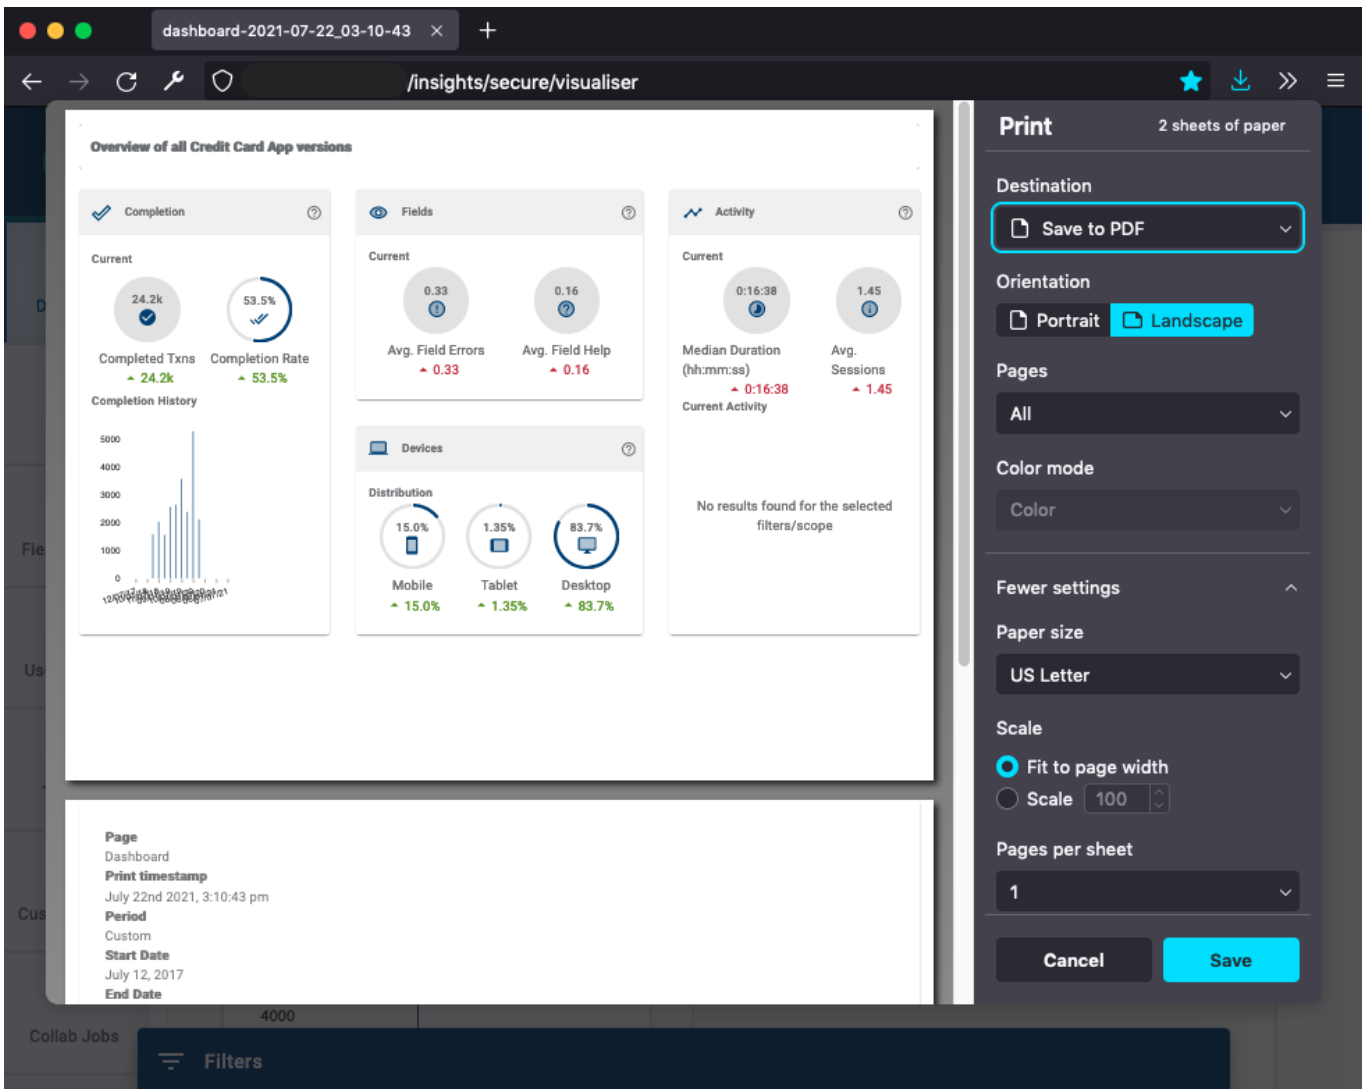 dashboard-2021-07-22_03-10-43
/insights/secure/visualiser
Overview of all Credit Card App versions
Completion
Current
24.2k
53.5%
Completed Txns
Completion Rate
24.2k
53.5%
Completion History
5000
4000
3000
2000
1000
0
Fields
Current
0.33
0.16
Avg. Field Errors
Avg. Field Help
0.33
0.16
Devices
Distribution
15.0%
1.35%
83.7%
Mobile
Tablet
Desktop
15.0%
1.35%
83.7%
Activity
Current
0:16:38
1.45
Median Duration
(hh:mm:ss)
Avg.
Sessions
0:16:38
1.45
Current Activity
No results found for the selected
filters/scope
Page
Dashboard
Print timestamp
July 22nd 2021, 3:10:43 pm
Period
Custom
Start Date
July 12, 2017
End Date
Print
2 sheets of paper
Destination
Save to PDF
Orientation
Portrait
Landscape
Pages
All
Color mode
Color
Fewer settings
Paper size
US Letter
Scale
Fit to page width
Scale
100
Pages per sheet
1
Cancel
Save
D
Fie
Us
Cus
Collab Jobs
4000
Filters